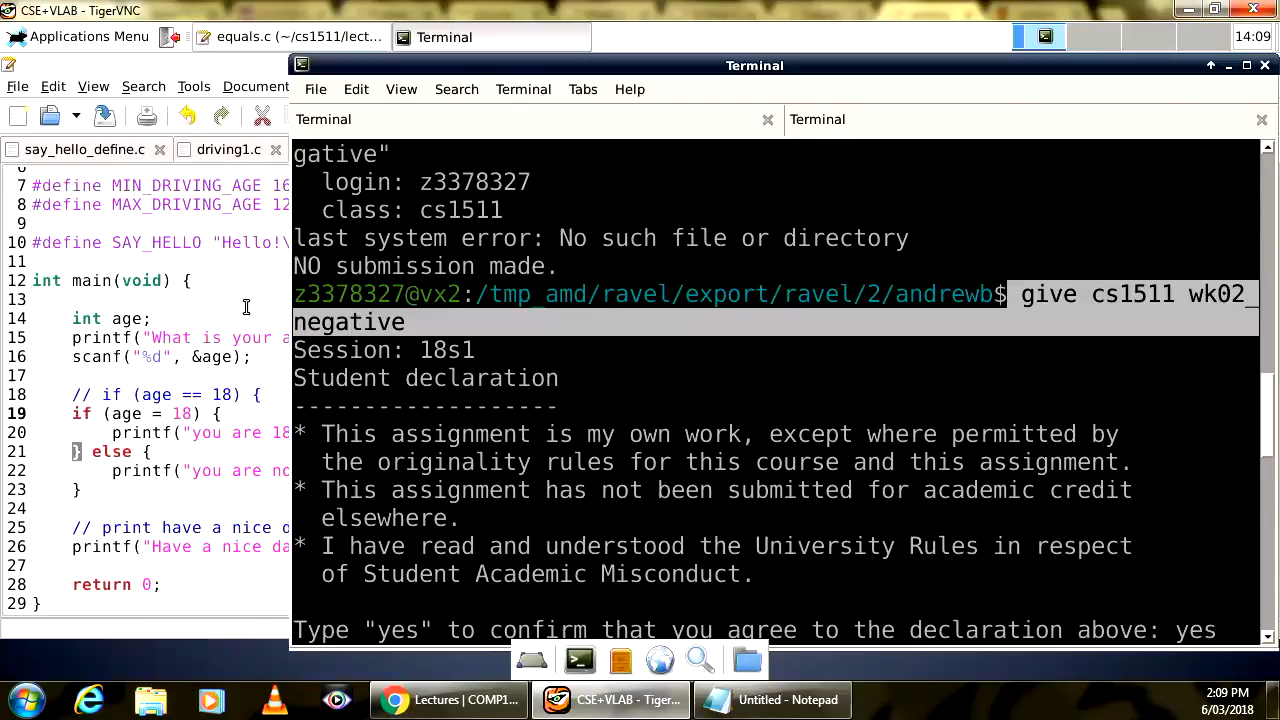 CSE+VLAB - TigerVNC
Applications Menu
equals.c (~/cs1511/lect...
Terminal
14:09
Terminal
File Edit View Search Tools Document
File Edit View Search Terminal Tabs Help
Terminal
Terminal
say_hello_define.c
driving1.c
7 #define MIN_DRIVING_AGE 16
8 #define MAX_DRIVING_AGE 12
9
10 #define SAY_HELLO "Hello!\
11
12 int main(void) {
13
14 int age;
15 printf("What is your a
16 scanf("%d", &age);
17
18 // if (age == 18) {
19 if (age = 18) {
20 printf("you are 18
21 } else {
22 printf("you are no
23 }
24
25 // print have a nice d
26 printf("Have a nice da
27
28 return 0;
29 }
gative"
login: z3378327
class: cs1511
last system error: No such file or directory
NO submission made.
z3378327@vx2:/tmp_amd/ravel/export/ravel/2/andrewb$ give cs1511 wk02_
negative
Session: 18s1
Student declaration
-------------------
* This assignment is my own work, except where permitted by
the originality rules for this course and this assignment.
* This assignment has not been submitted for academic credit
elsewhere.
* I have read and understood the University Rules in respect
of Student Academic Misconduct.
Type "yes" to confirm that you agree to the declaration above: yes
Lectures | COMP1...
CSE+VLAB - TigerV...
Untitled - Notepad
2:09 PM
6/03/2018